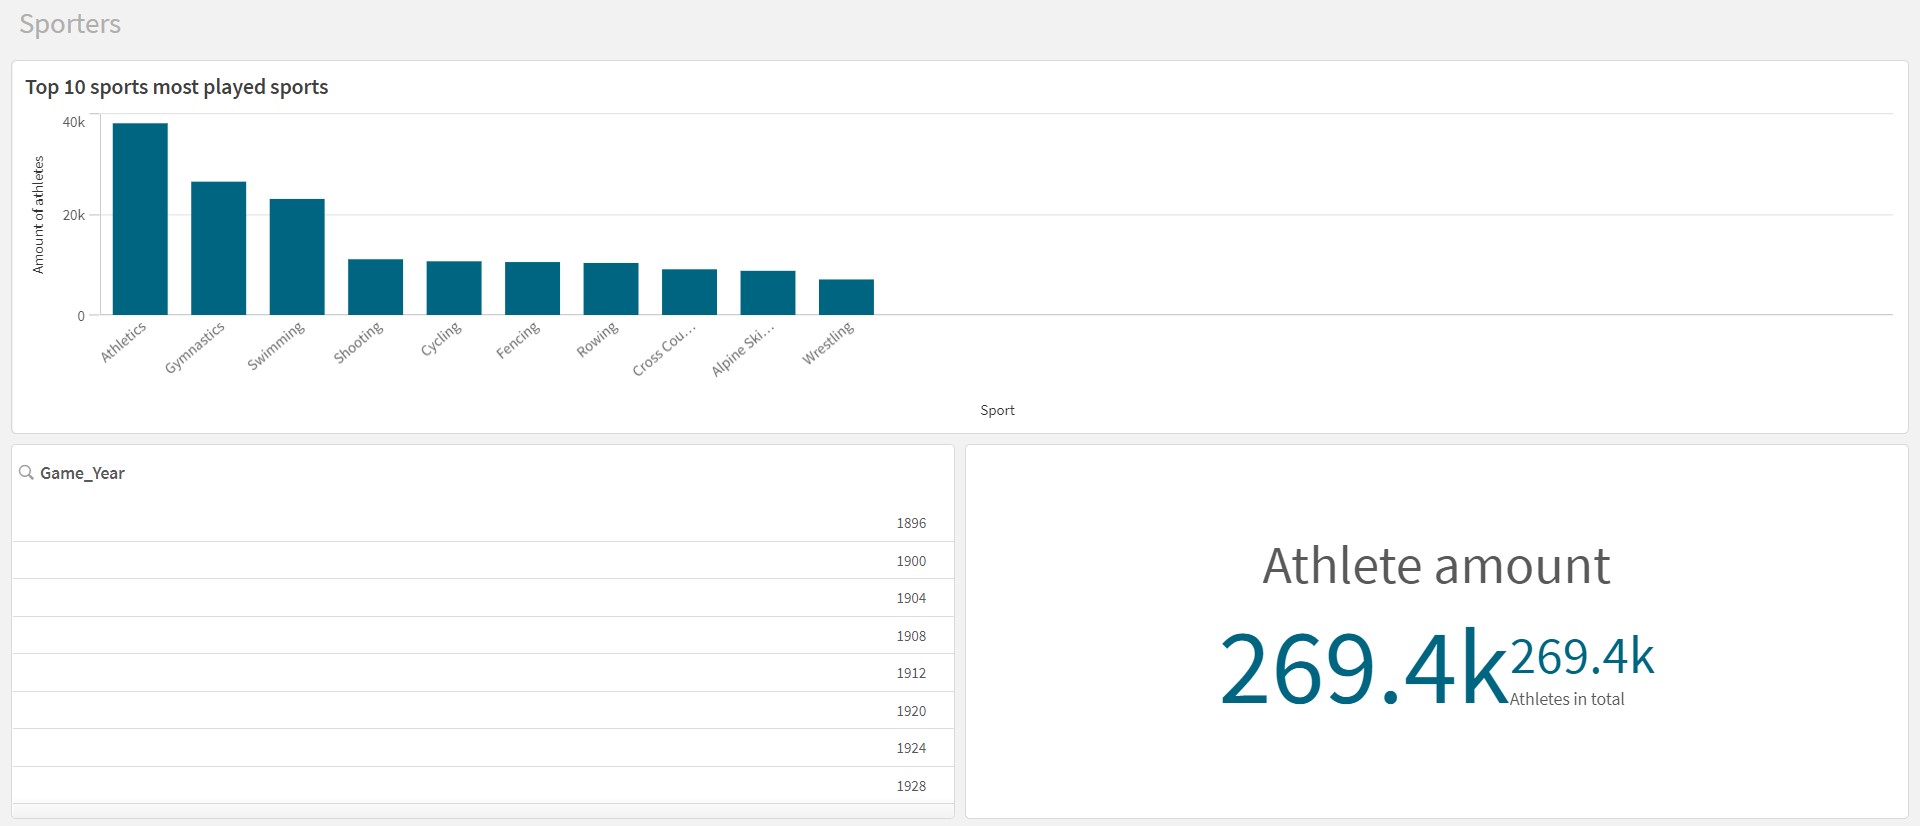 Sporters
Top 10 sports most played sports
Amount of athletes
40k
20k
0
Athletics
Gymnastics
Swimming
Shooting
Cycling
Fencing
Rowing
Cross Cou...
Alpine Ski...
Wrestling
Sport
Game_Year
1896
1900
1904
1908
1912
1920
1924
1928
Athlete amount
269.4k
269.4k
Athletes in total